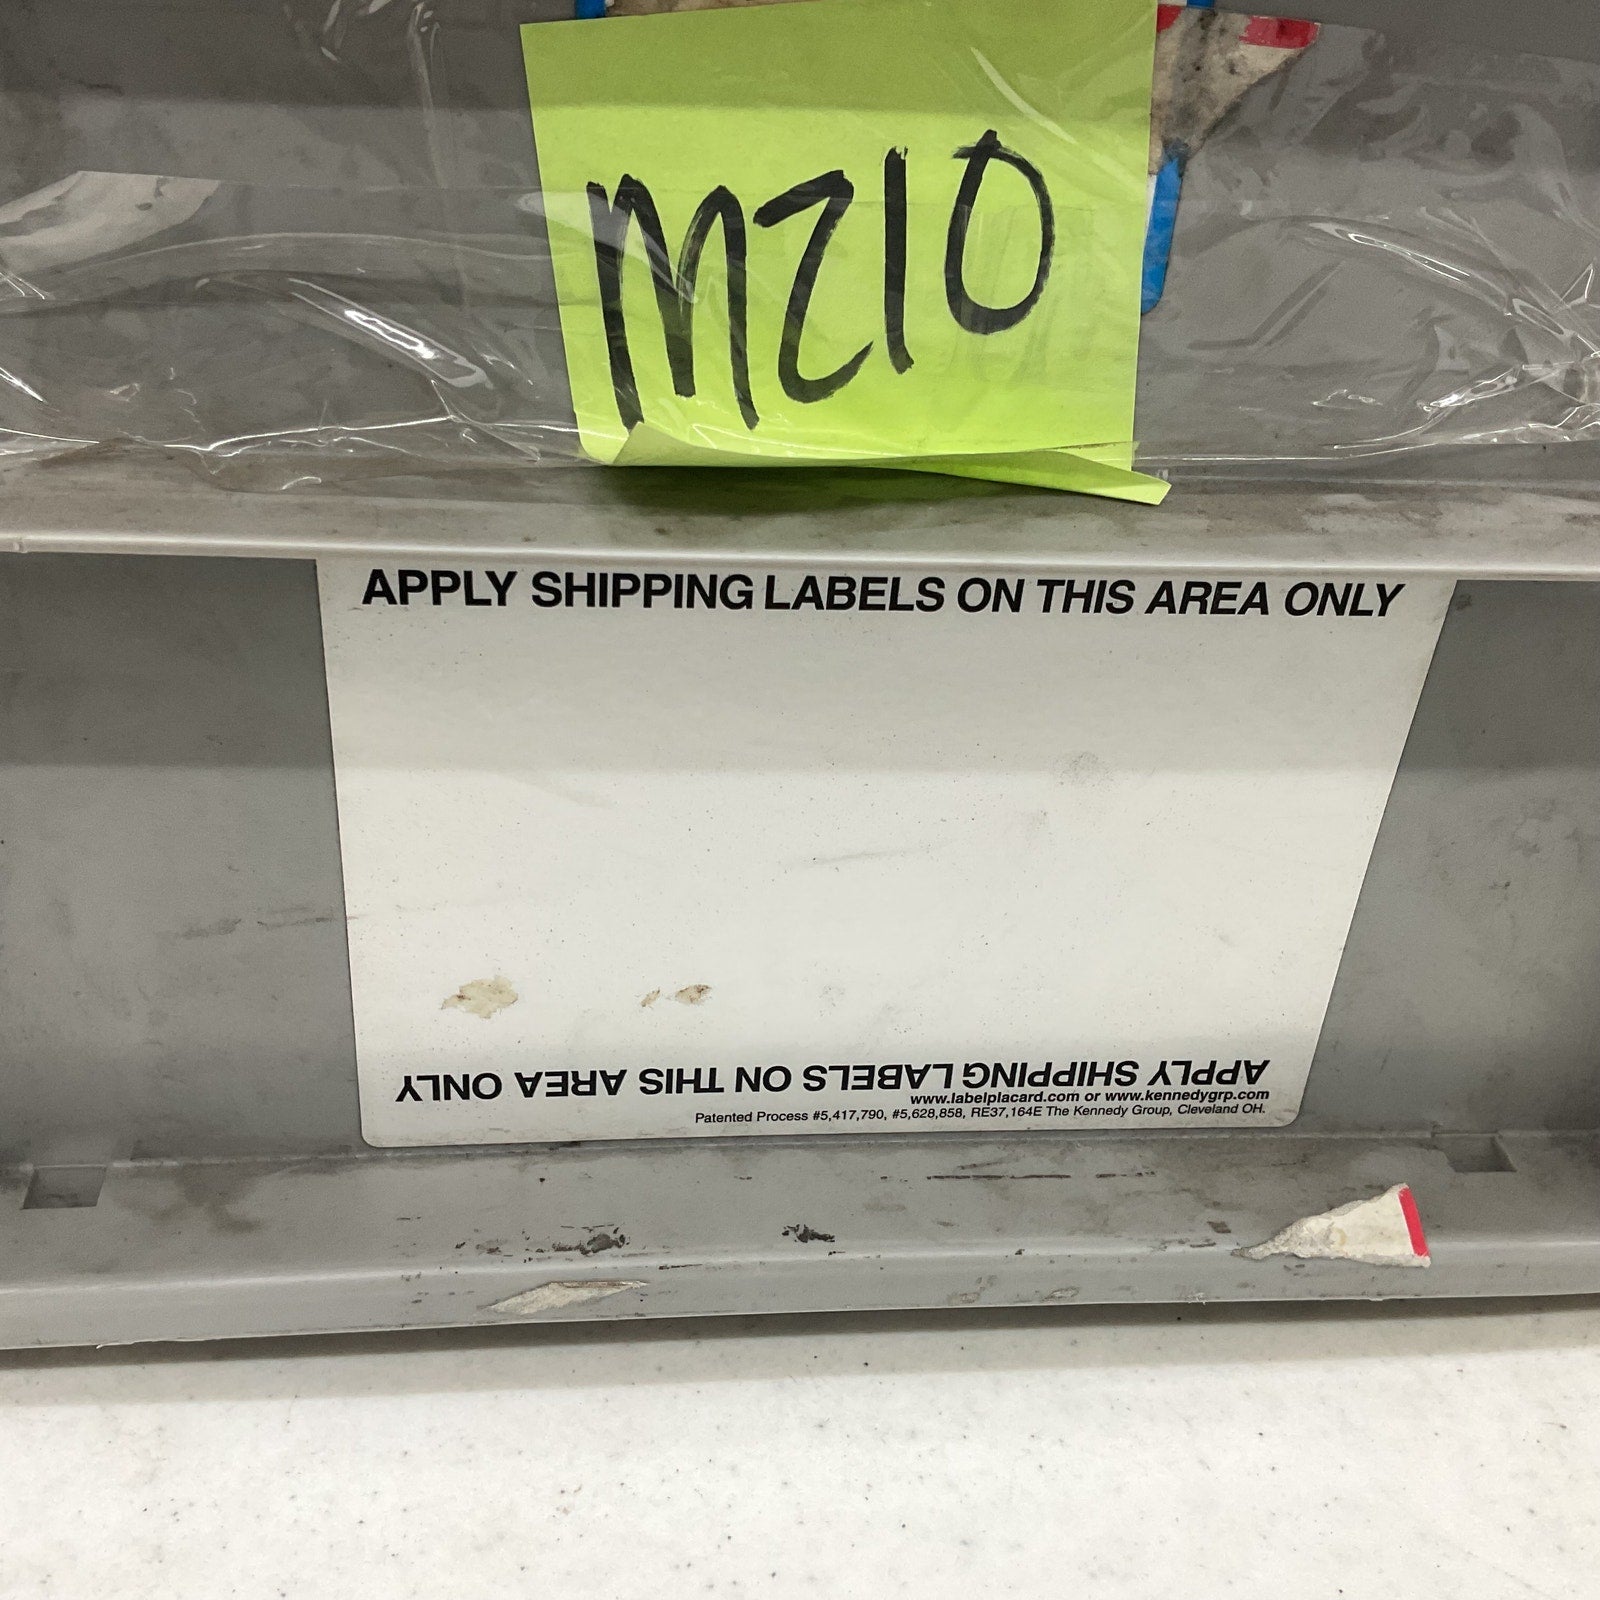 MZ10
APPLY SHIPPING LABELS ON THIS AREA ONLY
APPLY SHIPPING LABELS ON THIS AREA ONLY
www.labelplacard.com or www.kennedygrp.com
Patented Process #5,417,790, #5,628,858, RE37,164E The Kennedy Group, Cleveland OH.